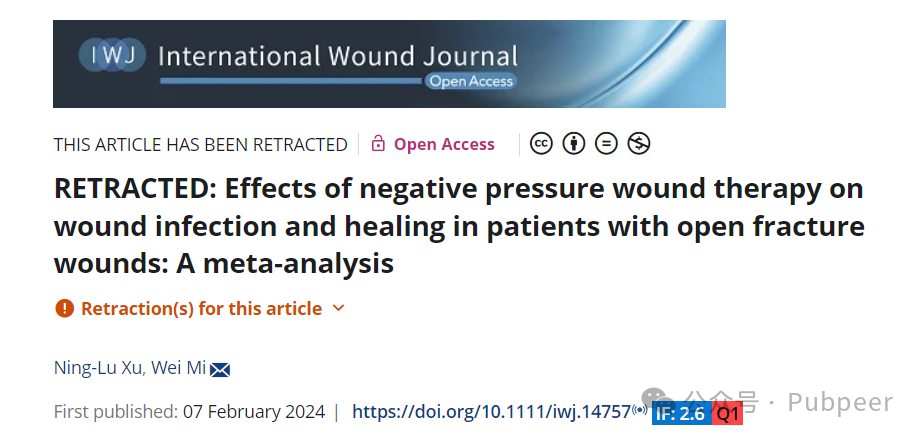 IWJ International Wound Journal
Open Access
THIS ARTICLE HAS BEEN RETRACTED Open Access
RETRACTED: Effects of negative pressure wound therapy on
wound infection and healing in patients with open fracture
wounds: A meta-analysis
! Retraction(s) for this article
Ning-Lu Xu, Wei Mi
First published: 07 February 2024 | https://doi.org/10.1111/iwj.14757 IF: 2.6 Q1
公众号 · Pubpeer